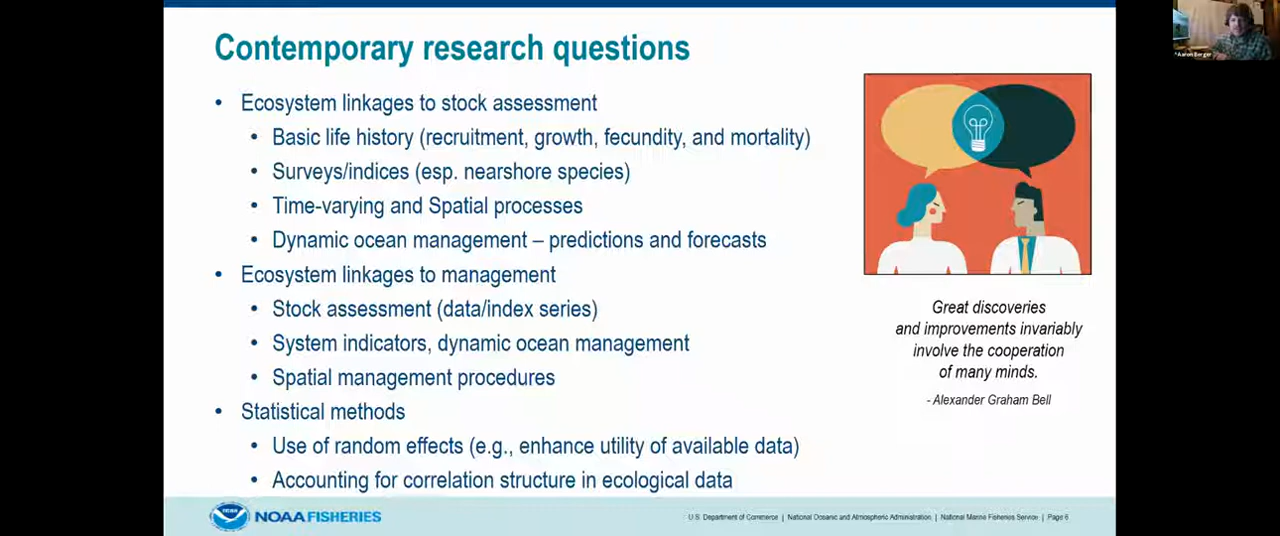 Contemporary research questions
• Ecosystem linkages to stock assessment
• Basic life history (recruitment, growth, fecundity, and mortality)
• Surveys/indices (esp. nearshore species)
• Time-varying and Spatial processes
• Dynamic ocean management – predictions and forecasts
• Ecosystem linkages to management
• Stock assessment (data/index series)
• System indicators, dynamic ocean management
• Spatial management procedures
• Statistical methods
• Use of random effects (e.g., enhance utility of available data)
• Accounting for correlation structure in ecological data
Great discoveries
and improvements invariably
involve the cooperation
of many minds.
- Alexander Graham Bell
Aaron Berger
NOAA FISHERIES
U.S. Department of Commerce | National Oceanic and Atmospheric Administration | National Marine Fisheries Service | Page 6